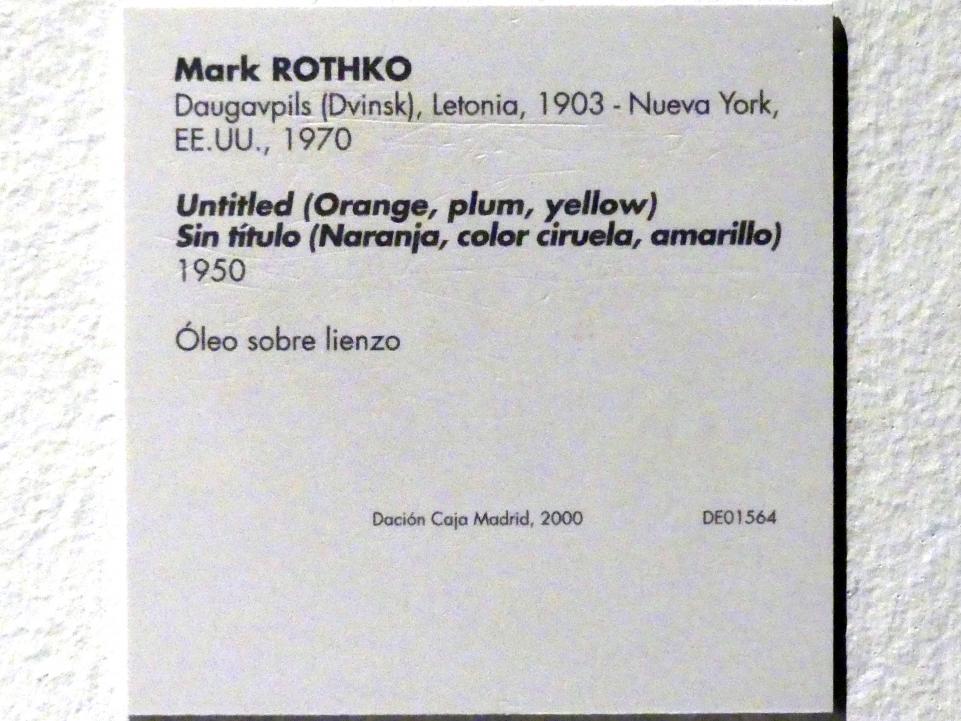 Mark ROTHKO
Daugavpils (Dvinsk), Letonia, 1903 - Nueva York,
EE.UU., 1970
Untitled (Orange, plum, yellow)
Sin título (Naranja, color ciruela, amarillo)
1950
Óleo sobre lienzo
Dación Caja Madrid, 2000 DE01564